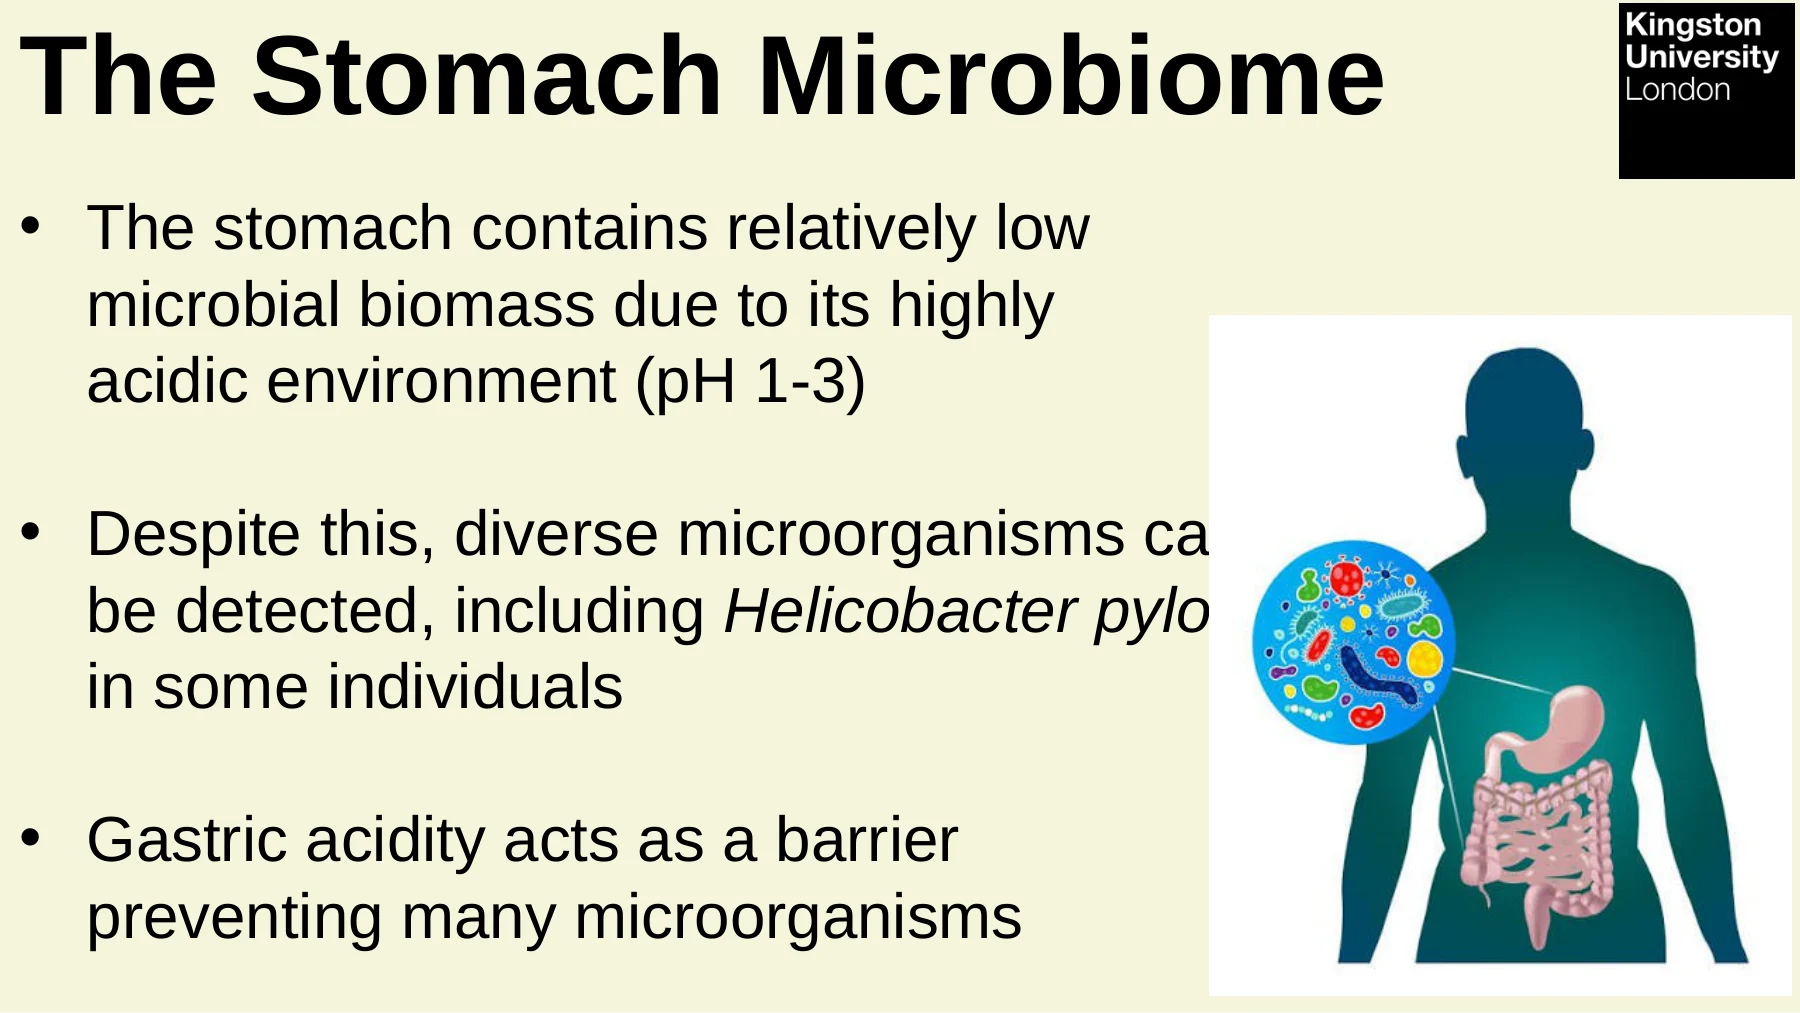 The Stomach Microbiome
Kingston
University
London
• The stomach contains relatively low
microbial biomass due to its highly
acidic environment (pH 1-3)
• Despite this, diverse microorganisms ca
be detected, including Helicobacter pylo
in some individuals
• Gastric acidity acts as a barrier
preventing many microorganisms